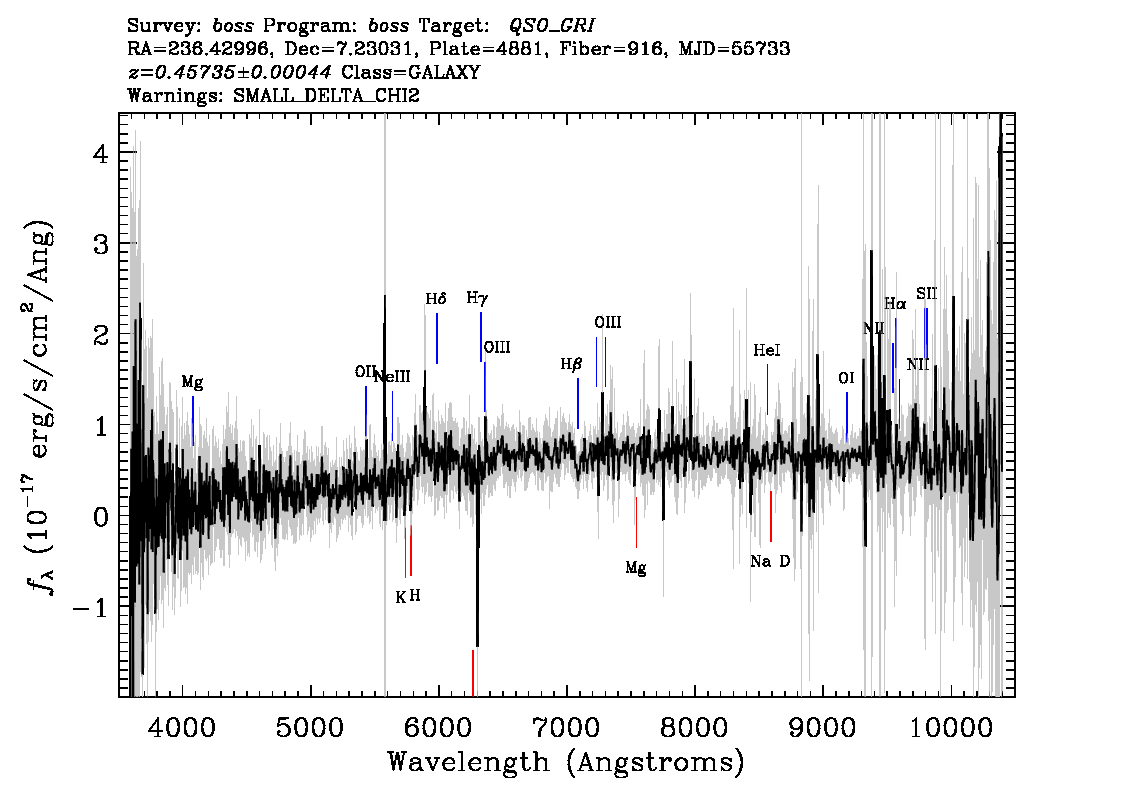 Survey: boss Program: boss Target: QSO_GRI
RA=236.42996, Dec=7.23031, Plate=4881, Fiber=916, MJD=55733
z=0.45735±0.00044 Class=GALAXY
Warnings: SMALL_DELTA_CHI2
4
3
2
1
0
−1
f_λ (10^−17 erg/s/cm^2/Ang)
Mg
OII
NeIII
Hδ
Hγ
OIII
Hβ
OIII
HeI
OI
NII
Hα
NII
SII
K
H
Mg
Na D
4000 5000 6000 7000 8000 9000 10000
Wavelength (Angstroms)